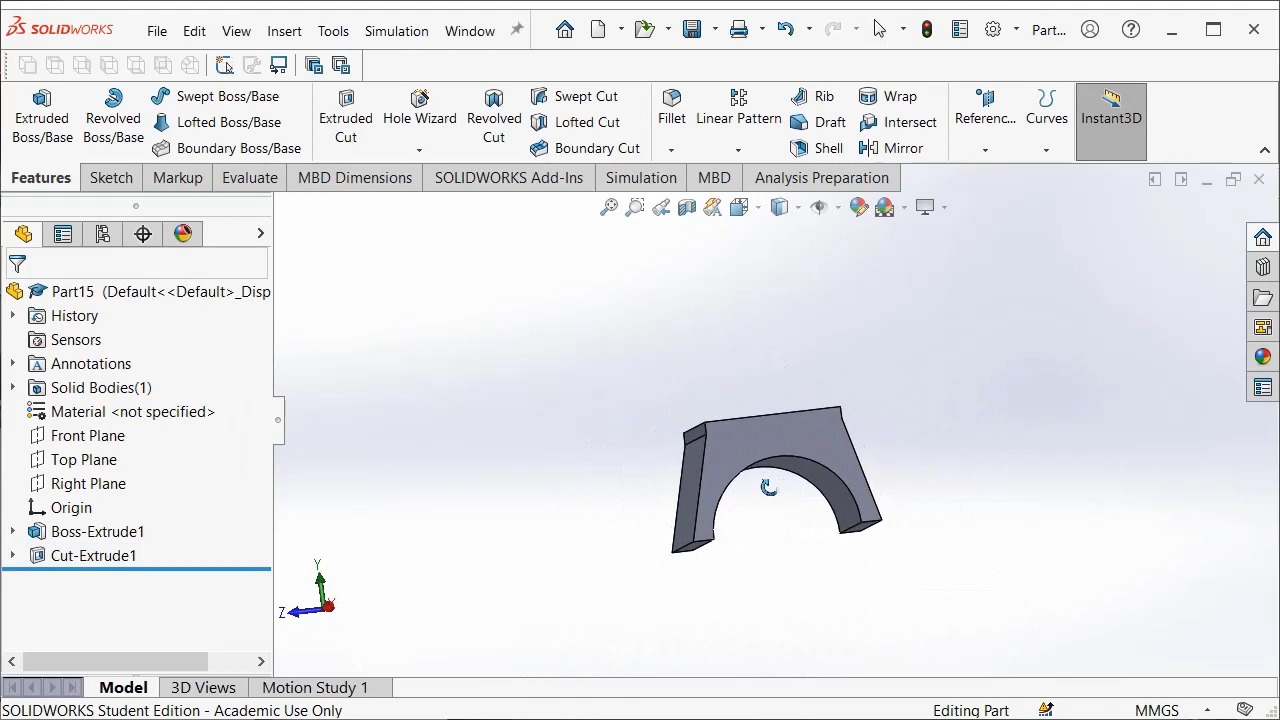 SOLIDWORKS File Edit View Insert Tools Simulation Window Part...
Extruded Boss/Base Revolved Boss/Base Swept Boss/Base Lofted Boss/Base Boundary Boss/Base Extruded Cut Hole Wizard Revolved Cut Swept Cut Lofted Cut Boundary Cut Fillet Linear Pattern Rib Draft Shell Wrap Intersect Mirror Referenc... Curves Instant3D
Features Sketch Markup Evaluate MBD Dimensions SOLIDWORKS Add-Ins Simulation MBD Analysis Preparation
Part15 (Default<<Default>_Disp
History
Sensors
Annotations
Solid Bodies(1)
Material <not specified>
Front Plane
Top Plane
Right Plane
Origin
Boss-Extrude1
Cut-Extrude1
Y
Z
Model 3D Views Motion Study 1
SOLIDWORKS Student Edition - Academic Use Only Editing Part MMGS